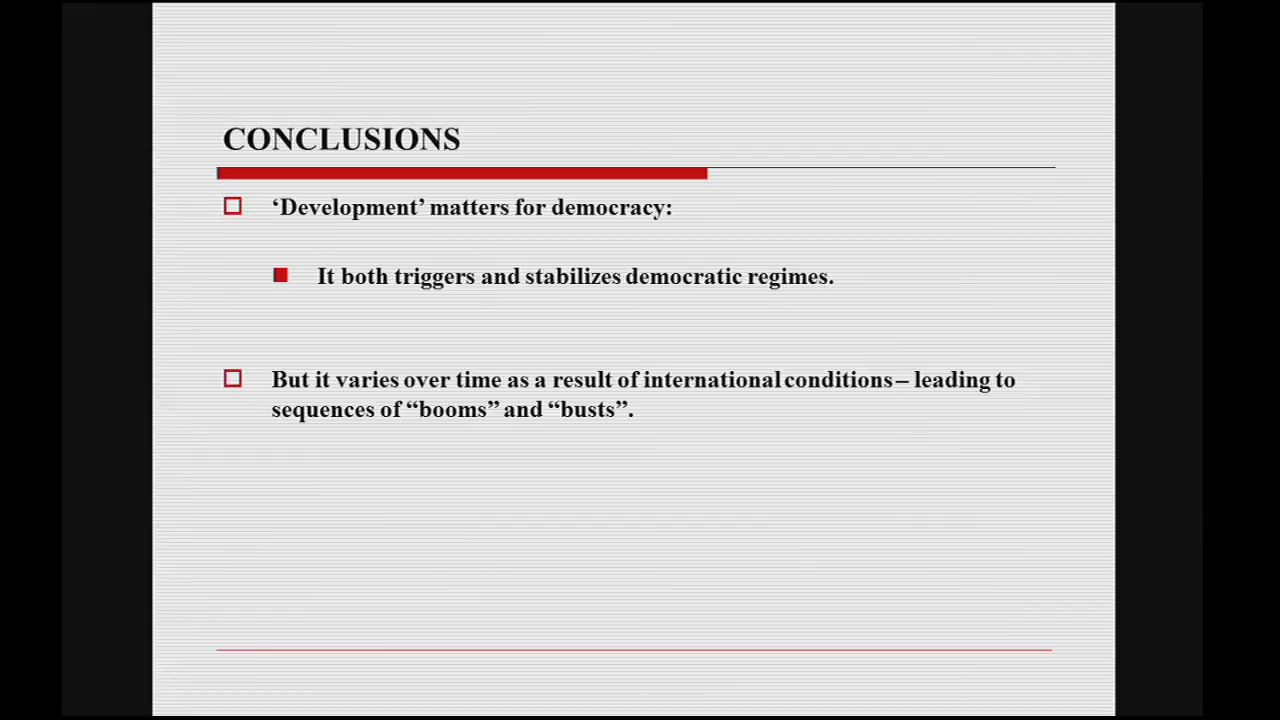 CONCLUSIONS
‘Development’ matters for democracy:
It both triggers and stabilizes democratic regimes.
But it varies over time as a result of international conditions – leading to
sequences of “booms” and “busts”.